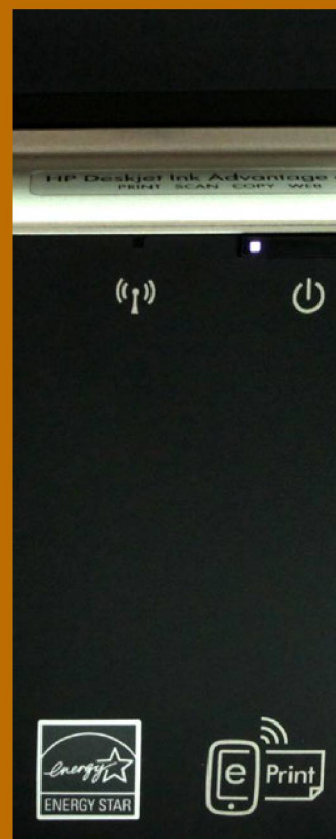 HP Deskjet Ink Advantage
PRINT SCAN COPY WEB
energy
ENERGY STAR
e Print